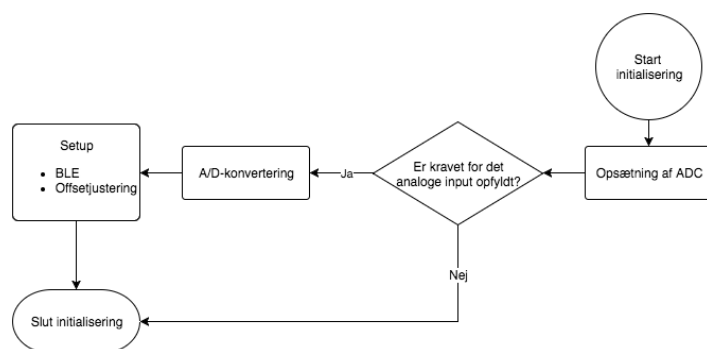 Start
initialisering
Opsætning af ADC
Er kravet for det
analoge input opfyldt?
Ja
A/D-konvertering
Setup
BLE
Offsetjustering
Nej
Slut initialisering